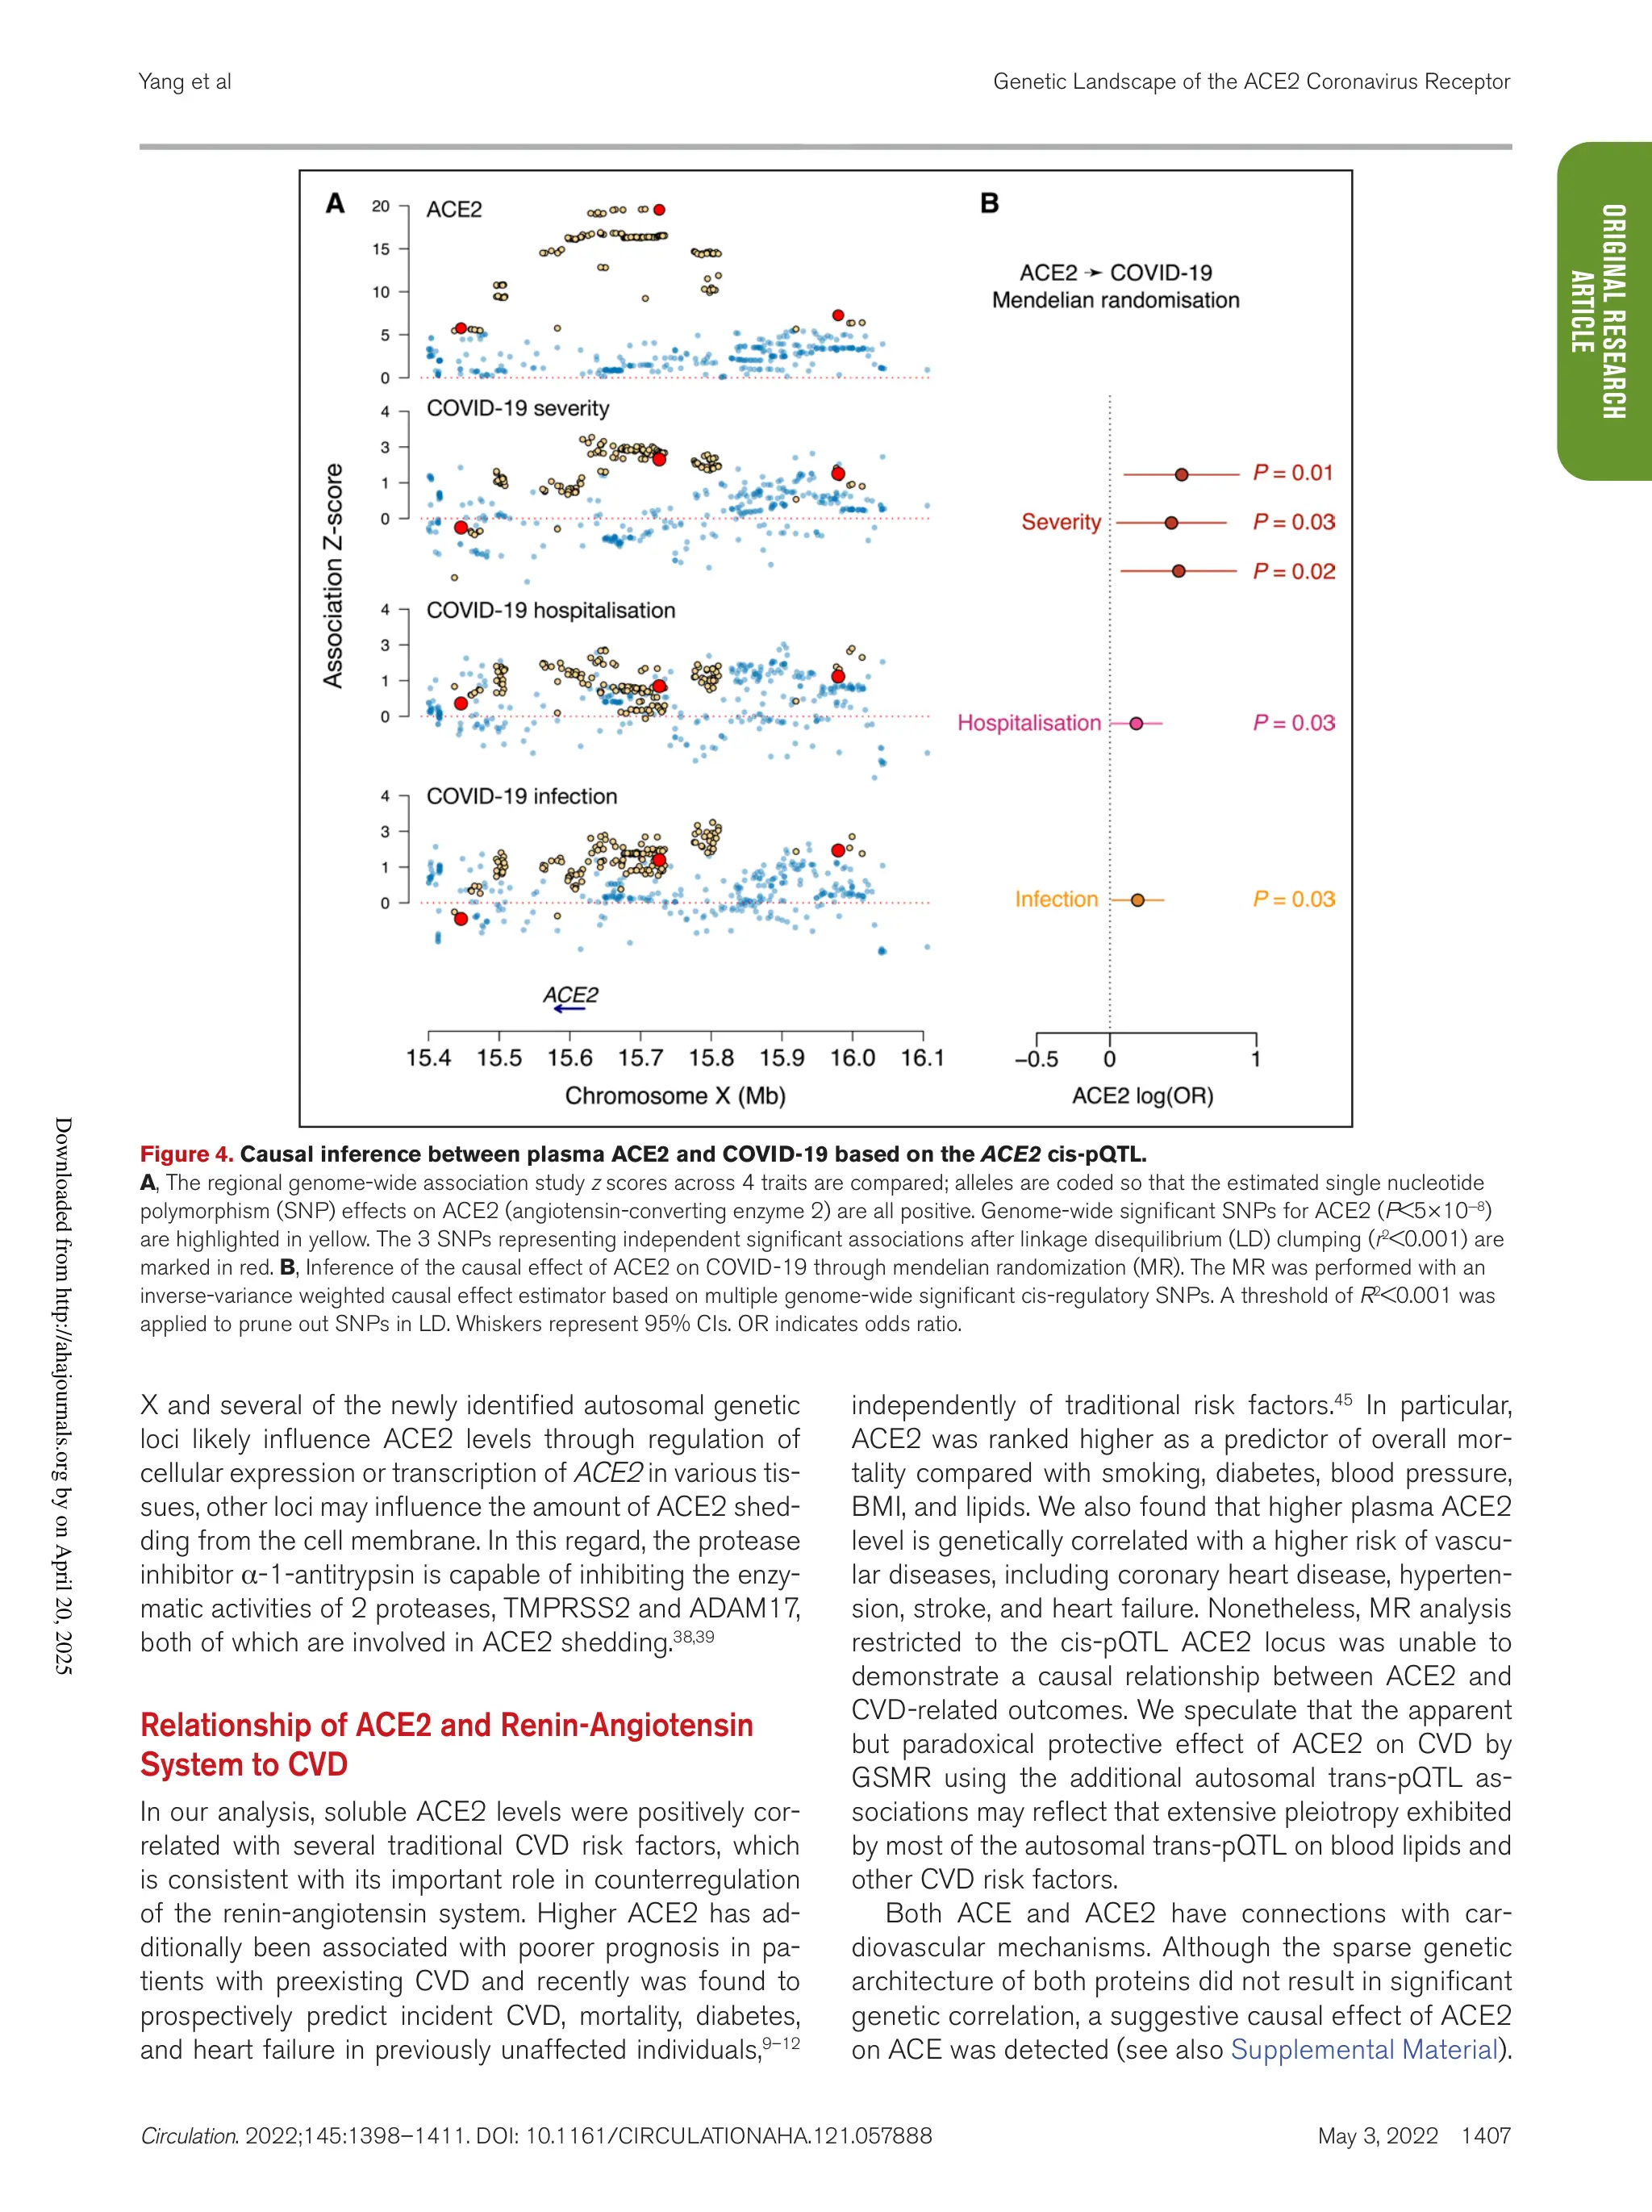 Yang et al
Genetic Landscape of the ACE2 Coronavirus Receptor
ORIGINAL RESEARCH
ARTICLE
A
Association Z-score
20
15
10
5
0
ACE2
4
3
1
0
COVID-19 severity
4
3
1
0
COVID-19 hospitalisation
4
3
1
0
COVID-19 infection
ACE2
15.4 15.5 15.6 15.7 15.8 15.9 16.0 16.1
Chromosome X (Mb)
B
ACE2 → COVID-19
Mendelian randomisation
P = 0.01
Severity P = 0.03
P = 0.02
Hospitalisation P = 0.03
Infection P = 0.03
−0.5 0 1
ACE2 log(OR)
Figure 4. Causal inference between plasma ACE2 and COVID-19 based on the ACE2 cis-pQTL.
A, The regional genome-wide association study z scores across 4 traits are compared; alleles are coded so that the estimated single nucleotide
polymorphism (SNP) effects on ACE2 (angiotensin-converting enzyme 2) are all positive. Genome-wide significant SNPs for ACE2 (P<5×10−8)
are highlighted in yellow. The 3 SNPs representing independent significant associations after linkage disequilibrium (LD) clumping (r2<0.001) are
marked in red. B, Inference of the causal effect of ACE2 on COVID-19 through mendelian randomization (MR). The MR was performed with an
inverse-variance weighted causal effect estimator based on multiple genome-wide significant cis-regulatory SNPs. A threshold of R2<0.001 was
applied to prune out SNPs in LD. Whiskers represent 95% CIs. OR indicates odds ratio.
X and several of the newly identified autosomal genetic
loci likely influence ACE2 levels through regulation of
cellular expression or transcription of ACE2 in various tis-
sues, other loci may influence the amount of ACE2 shed-
ding from the cell membrane. In this regard, the protease
inhibitor α-1-antitrypsin is capable of inhibiting the enzy-
matic activities of 2 proteases, TMPRSS2 and ADAM17,
both of which are involved in ACE2 shedding.38,39
Relationship of ACE2 and Renin-Angiotensin
System to CVD
In our analysis, soluble ACE2 levels were positively cor-
related with several traditional CVD risk factors, which
is consistent with its important role in counterregulation
of the renin-angiotensin system. Higher ACE2 has ad-
ditionally been associated with poorer prognosis in pa-
tients with preexisting CVD and recently was found to
prospectively predict incident CVD, mortality, diabetes,
and heart failure in previously unaffected individuals,9–12
independently of traditional risk factors.45 In particular,
ACE2 was ranked higher as a predictor of overall mor-
tality compared with smoking, diabetes, blood pressure,
BMI, and lipids. We also found that higher plasma ACE2
level is genetically correlated with a higher risk of vascu-
lar diseases, including coronary heart disease, hyperten-
sion, stroke, and heart failure. Nonetheless, MR analysis
restricted to the cis-pQTL ACE2 locus was unable to
demonstrate a causal relationship between ACE2 and
CVD-related outcomes. We speculate that the apparent
but paradoxical protective effect of ACE2 on CVD by
GSMR using the additional autosomal trans-pQTL as-
sociations may reflect that extensive pleiotropy exhibited
by most of the autosomal trans-pQTL on blood lipids and
other CVD risk factors.
Both ACE and ACE2 have connections with car-
diovascular mechanisms. Although the sparse genetic
architecture of both proteins did not result in significant
genetic correlation, a suggestive causal effect of ACE2
on ACE was detected (see also Supplemental Material).
Circulation. 2022;145:1398–1411. DOI: 10.1161/CIRCULATIONAHA.121.057888
May 3, 2022 1407
Downloaded from http://ahajournals.org by on April 20, 2025